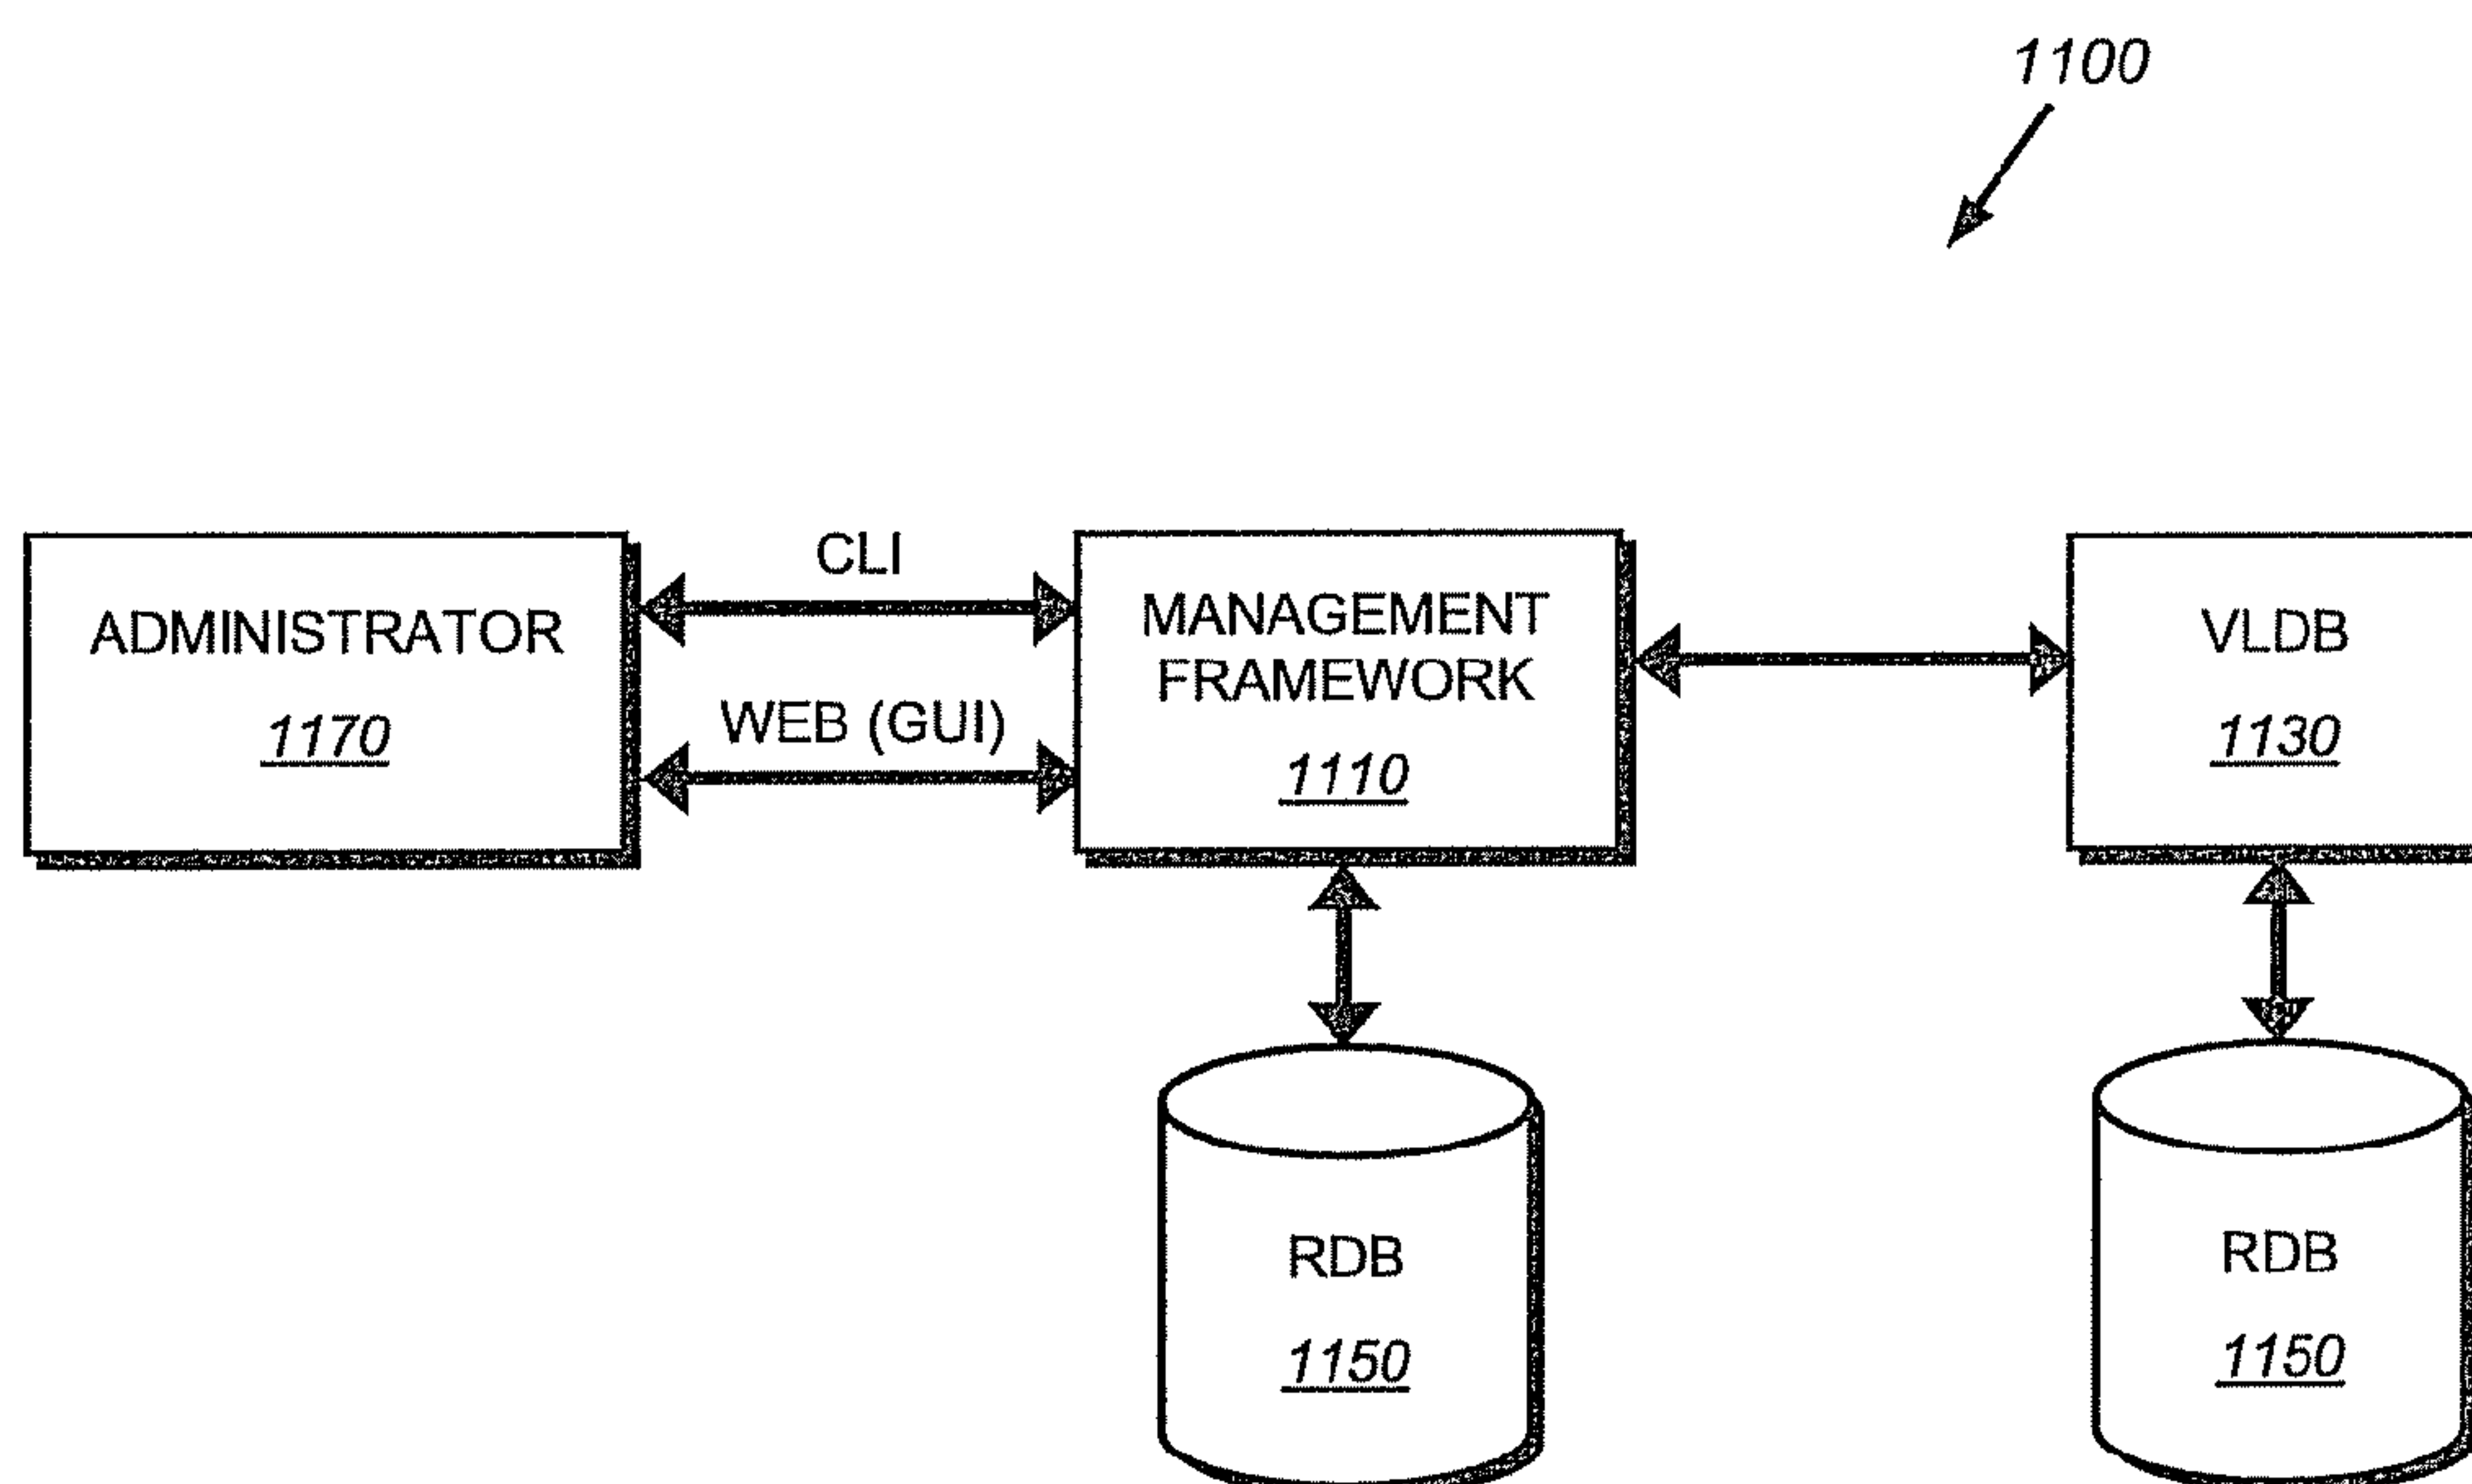 1100
CLI
ADMINISTRATOR
1170
WEB (GUI)
MANAGEMENT
FRAMEWORK
1110
VLDB
1130
RDB
1150
RDB
1150